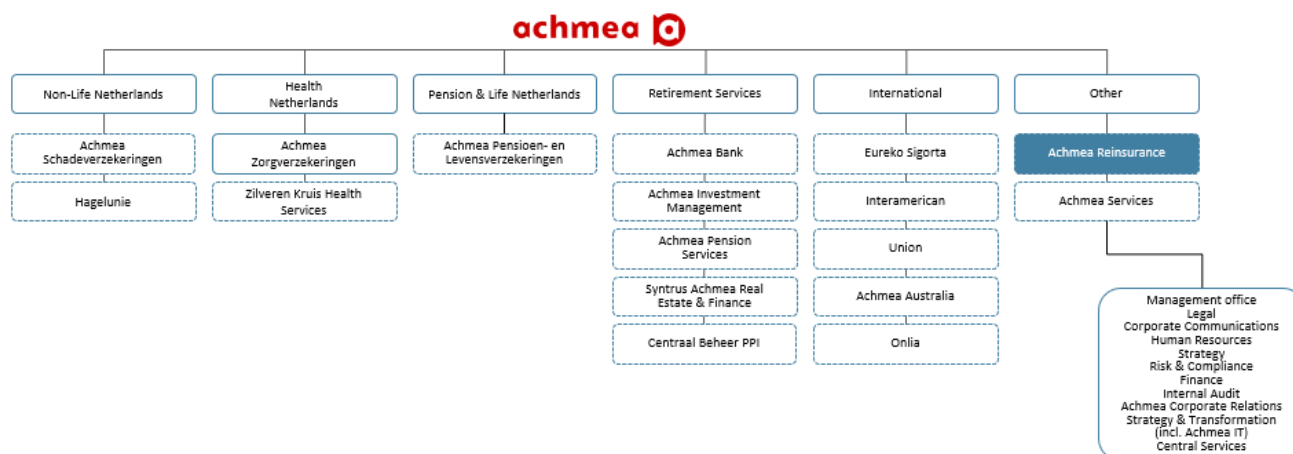 achmea
Non-Life Netherlands
Health
Netherlands
Pension & Life Netherlands
Retirement Services
International
Other
Achmea
Schadeverzekeringen
Hagelunie
Achmea
Zorgverzekeringen
Zilveren Kruis Health
Services
Achmea Pensioen- en
Levensverzekeringen
Achmea Bank
Achmea Investment
Management
Achmea Pension
Services
Syntrus Achmea Real
Estate & Finance
Centraal Beheer PPI
Eureko Sigorta
Interamerican
Union
Achmea Australia
Onlia
Achmea Reinsurance
Achmea Services
Management office
Legal
Corporate Communications
Human Resources
Strategy
Risk & Compliance
Finance
Internal Audit
Achmea Corporate Relations
Strategy & Transformation
(incl. Achmea IT)
Central Services